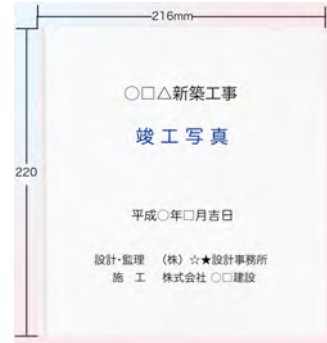 216mm
○□△新築工事
竣工写真
220
平成○年□月吉日
設計・監理 （株）☆★設計事務所
施 工 株式会社 ○□建設